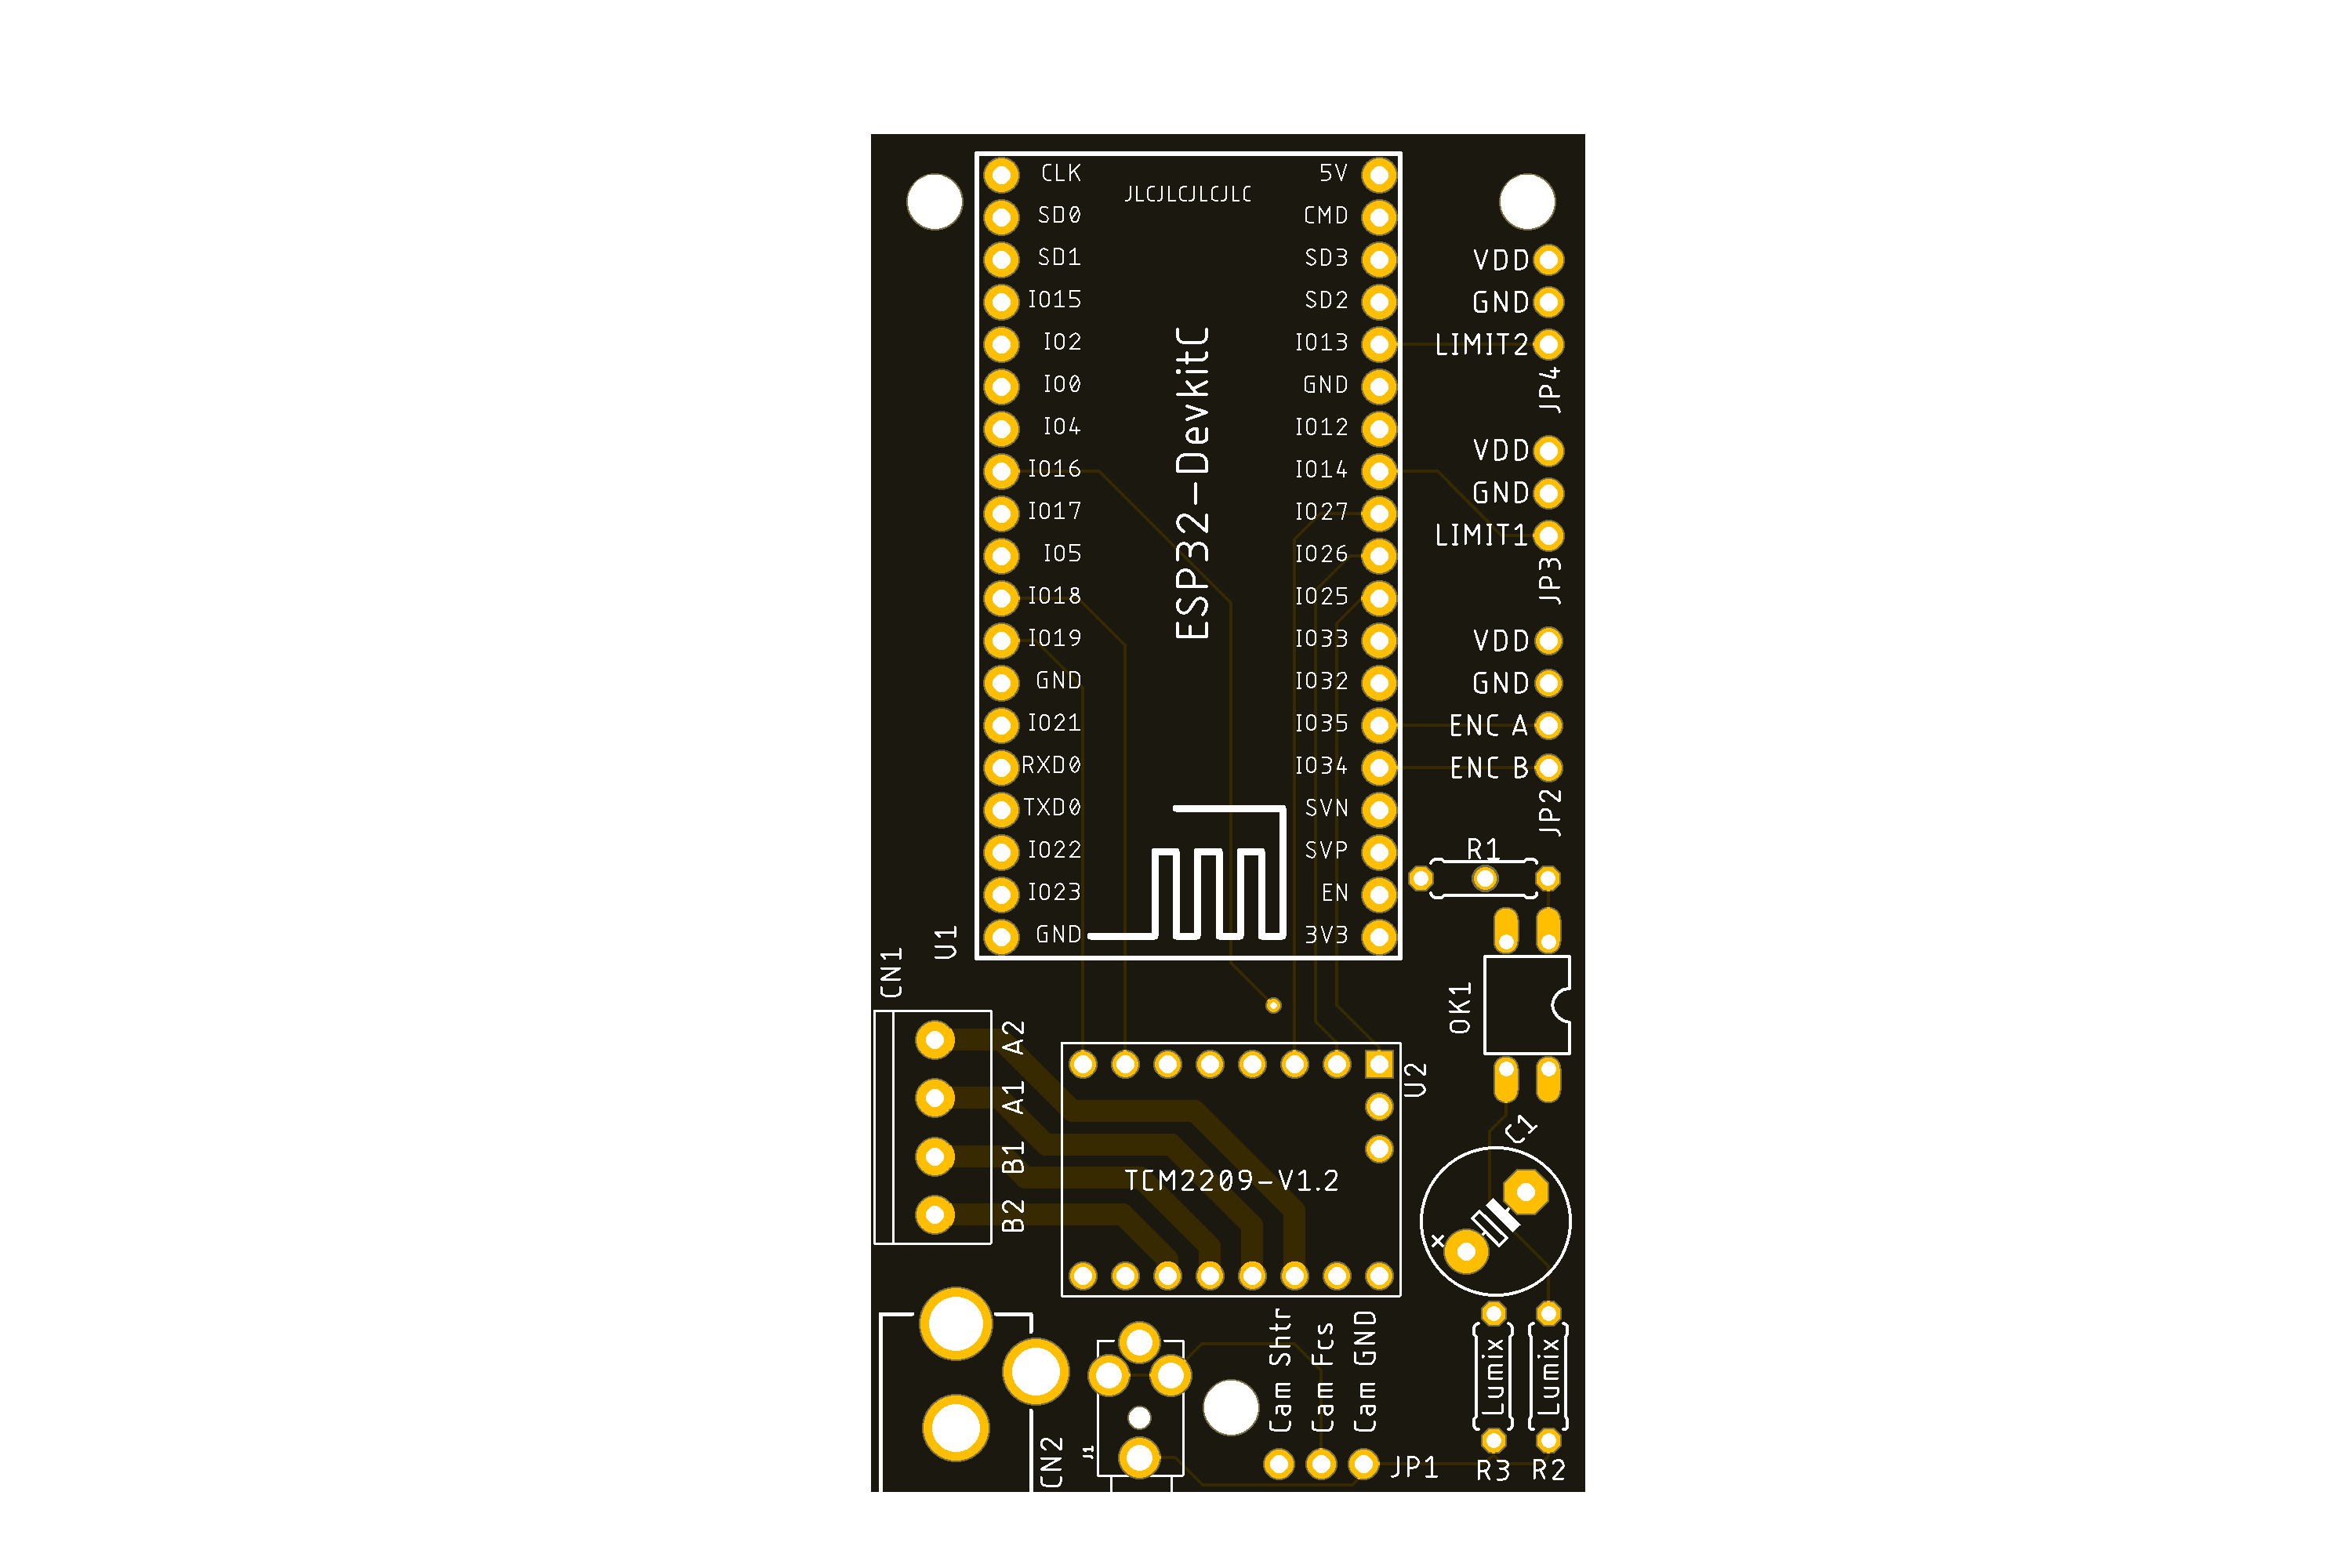 CLK
5V
JLCJLCJLCJLC
SD0
CMD
SD1
SD3
VDD
IO15
SD2
GND
IO2
IO13
LIMIT2
IO0
GND
JP4
IO4
IO12
VDD
IO16
IO14
GND
IO17
IO27
LIMIT1
IO5
IO26
JP3
IO18
IO25
ESP32-DevkitC
IO19
IO33
VDD
GND
IO32
GND
IO21
IO35
ENC A
RXD0
IO34
ENC B
TXD0
SVN
JP2
IO22
SVP
R1
IO23
EN
GND
3V3
U1
CN1
OK1
A2
A1
B1
B2
U2
C1
TCM2209-V1.2
+
Cam Shtr
Cam Fcs
Cam GND
Lumix
Lumix
CN2
J1
JP1
R3
R2